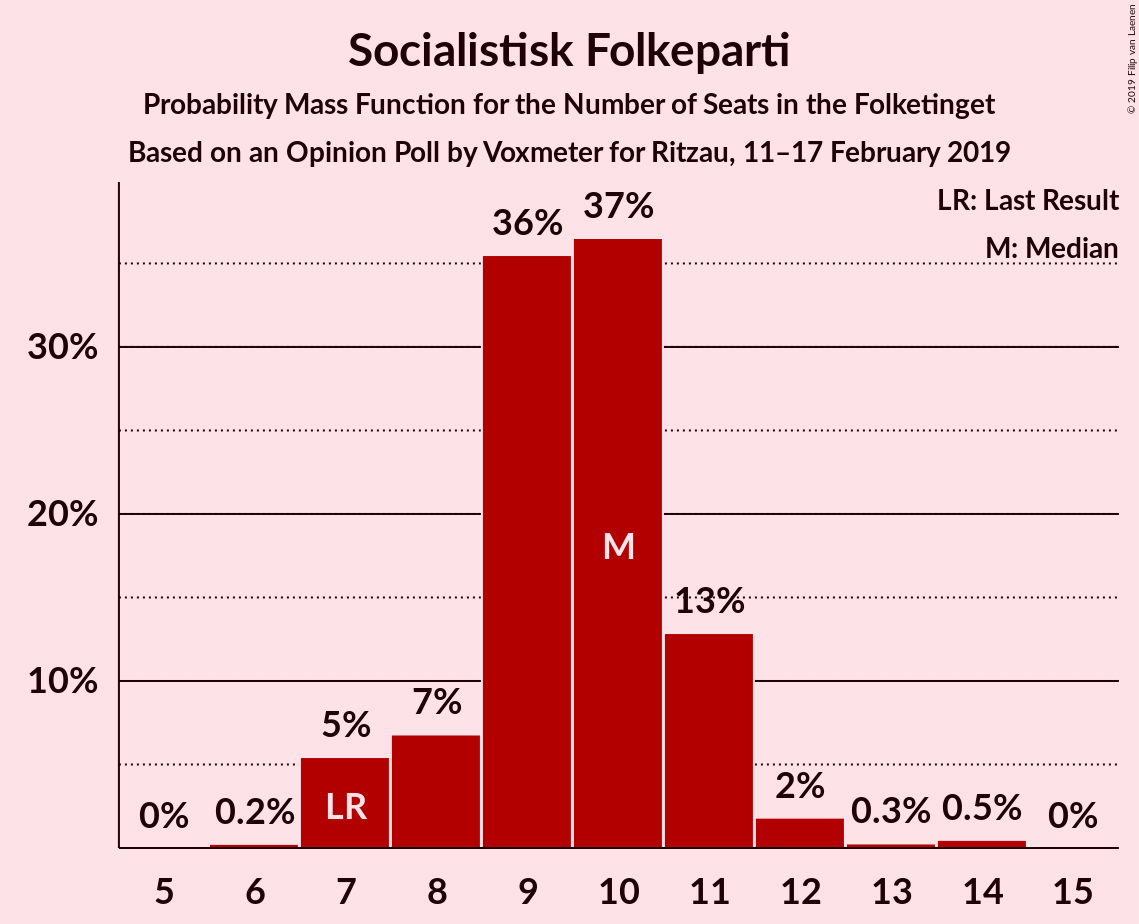 Socialistisk Folkeparti
Probability Mass Function for the Number of Seats in the Folketinget
Based on an Opinion Poll by Voxmeter for Ritzau, 11–17 February 2019
© 2019 Filip van Laenen
LR: Last Result
M: Median
30%
20%
10%
0%
0.2%
5%
7%
36%
37%
13%
2%
0.3%
0.5%
0%
LR
M
5 6 7 8 9 10 11 12 13 14 15